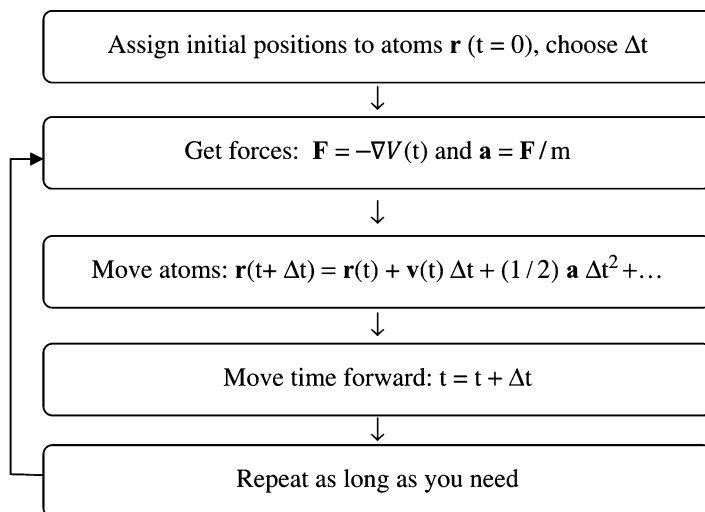 Assign initial positions to atoms r (t = 0), choose Δt
↓
Get forces: F = −∇V(t) and a = F/m
↓
Move atoms: r(t+ Δt) = r(t) + v(t) Δt + (1/2) a Δt² +…
↓
Move time forward: t = t + Δt
↓
Repeat as long as you need